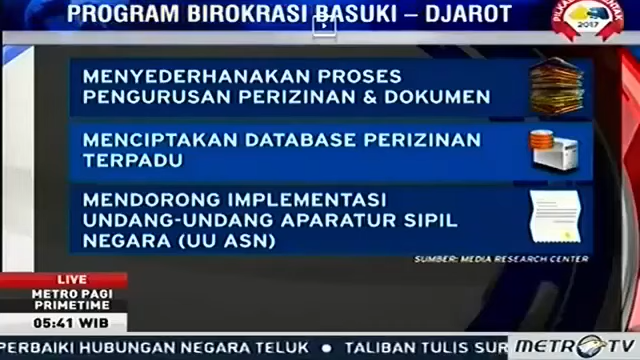 PROGRAM BIROKRASI BASUKI – DJAROT
2017
MENYEDERHANAKAN PROSES
PENGURUSAN PERIZINAN & DOKUMEN
MENCIPTAKAN DATABASE PERIZINAN
TERPADU
MENDORONG IMPLEMENTASI
UNDANG-UNDANG APARATUR SIPIL
NEGARA (UU ASN)
SUMBER: MEDIA RESEARCH CENTER
LIVE
METRO PAGI
PRIMETIME
05:41 WIB
PERBAIKI HUBUNGAN NEGARA TELUK • TALIBAN TULIS SUR
METRO TV